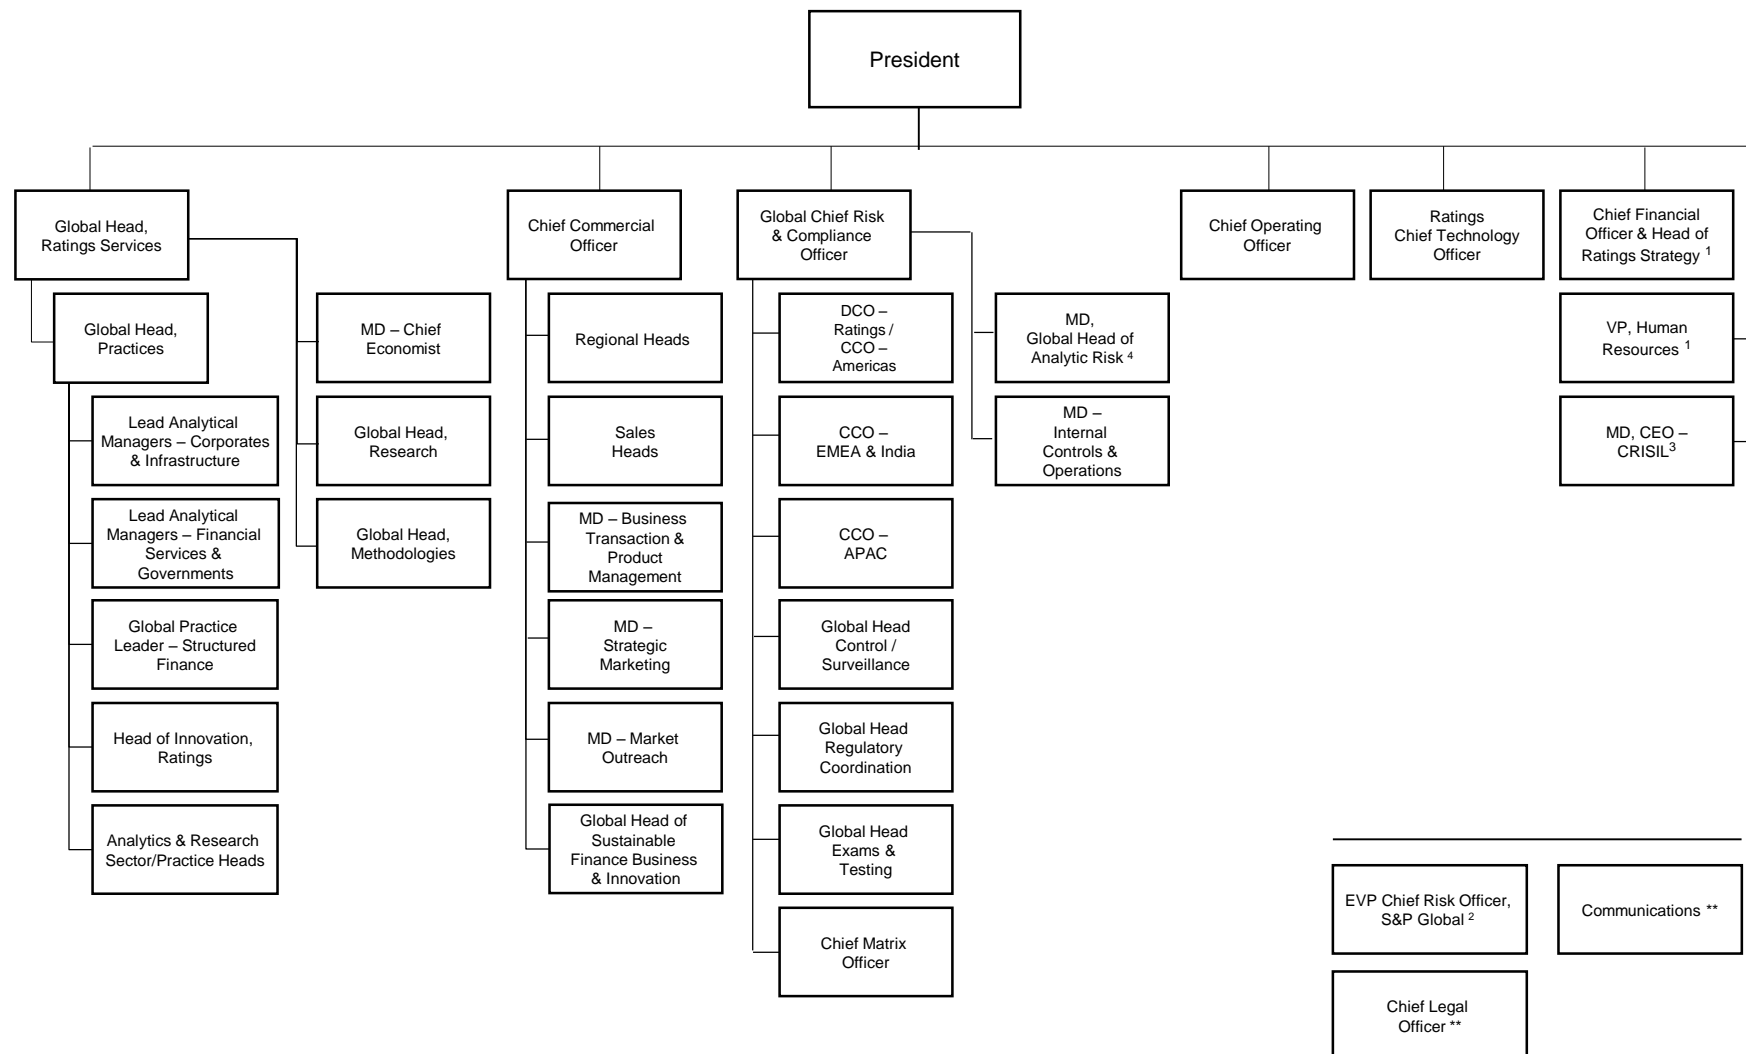 President
Global Head,
Ratings Services
Chief Commercial
Officer
Global Chief Risk
& Compliance
Officer
Chief Operating
Officer
Ratings
Chief Technology
Officer
Chief Financial
Officer & Head of
Ratings Strategy 1
Global Head,
Practices
MD – Chief
Economist
Regional Heads
DCO –
Ratings /
CCO –
Americas
MD,
Global Head of
Analytic Risk 4
VP, Human
Resources 1
Lead Analytical
Managers – Corporates
& Infrastructure
Global Head,
Research
Sales
Heads
CCO –
EMEA & India
MD –
Internal
Controls &
Operations
MD, CEO –
CRISIL3
Lead Analytical
Managers – Financial
Services &
Governments
Global Head,
Methodologies
MD – Business
Transaction &
Product
Management
CCO –
APAC
Global Practice
Leader – Structured
Finance
MD –
Strategic
Marketing
Global Head
Control /
Surveillance
Head of Innovation,
Ratings
MD – Market
Outreach
Global Head
Regulatory
Coordination
Analytics & Research
Sector/Practice Heads
Global Head of
Sustainable
Finance Business
& Innovation
Global Head
Exams &
Testing
EVP Chief Risk Officer,
S&P Global 2
Communications **
Chief Matrix
Officer
Chief Legal
Officer **